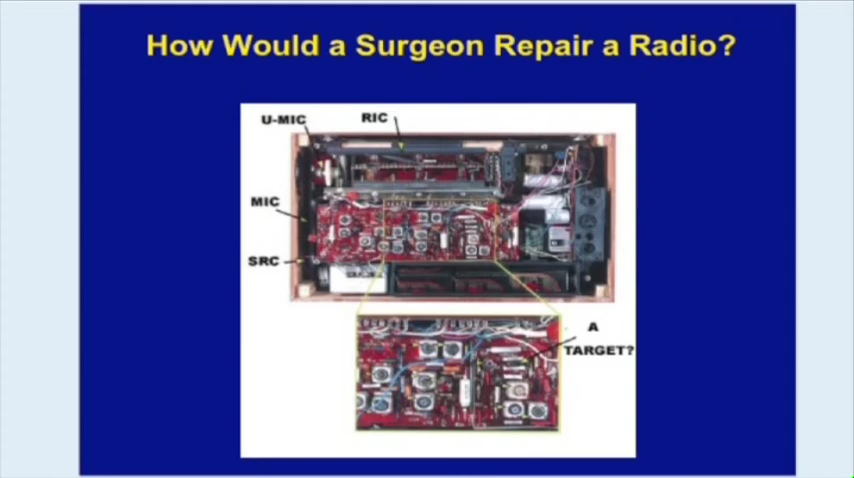 How Would a Surgeon Repair a Radio?
U-MIC
RIC
MIC
SRC
A
TARGET?